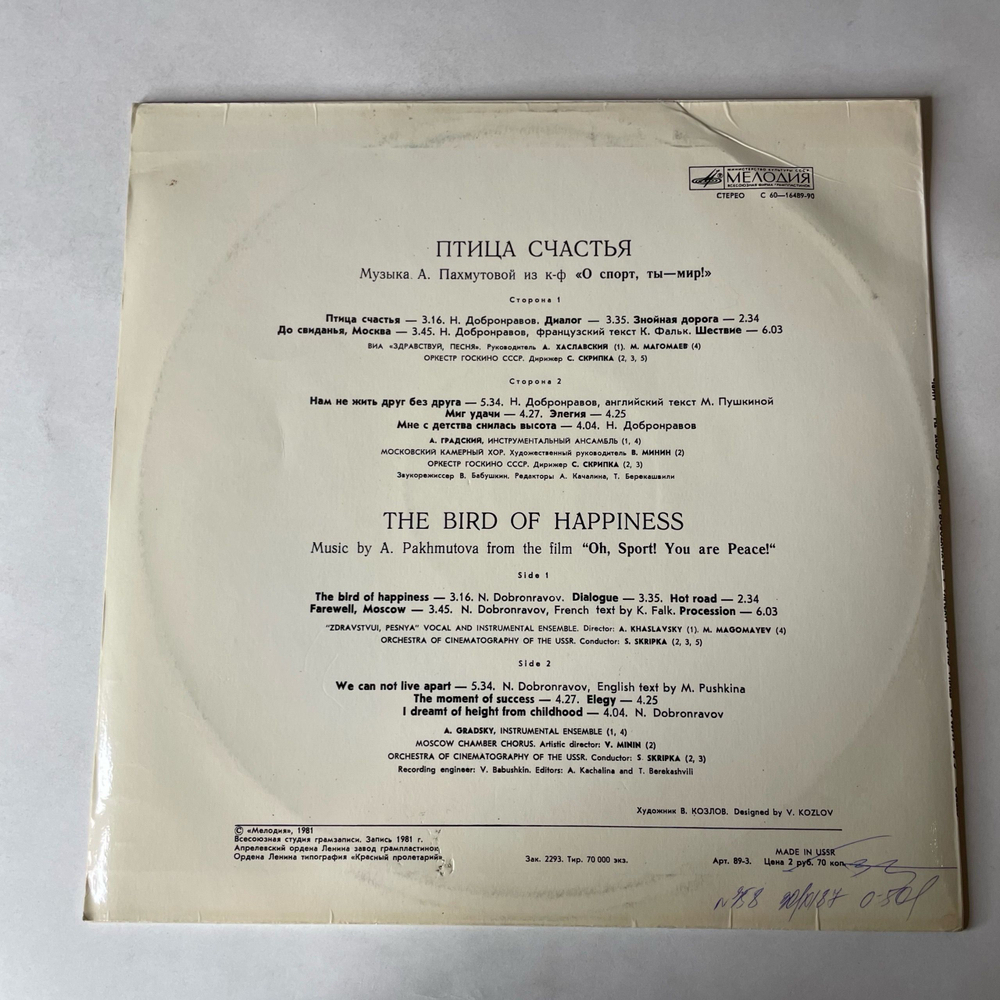 МИНИСТЕРСТВО КУЛЬТУРЫ СССР
МЕЛОДИЯ
ВСЕСОЮЗНАЯ ФИРМА ГРАМПЛАСТИНОК
СТЕРЕО С 60—16489-90
ПТИЦА СЧАСТЬЯ
Музыка А. Пахмутовой из к-ф «О спорт, ты—мир!»
Сторона 1
Птица счастья — 3.16. Н. Добронравов. Диалог — 3.35. Знойная дорога — 2.34
До свиданья, Москва — 3.45. Н. Добронравов, французский текст К. Фальк. Шествие — 6.03
ВИА «ЗДРАВСТВУЙ, ПЕСНЯ». Руководитель А. ХАСЛАВСКИЙ (1). М. МАГОМАЕВ (4)
ОРКЕСТР ГОСКИНО СССР. Дирижер С. СКРИПКА (2, 3, 5)
Сторона 2
Нам не жить друг без друга — 5.34. Н. Добронравов, английский текст М. Пушкиной
Миг удачи — 4.27. Элегия — 4.25
Мне с детства снилась высота — 4.04. Н. Добронравов
А. ГРАДСКИЙ, ИНСТРУМЕНТАЛЬНЫЙ АНСАМБЛЬ (1, 4)
МОСКОВСКИЙ КАМЕРНЫЙ ХОР. Художественный руководитель В. МИНИН (2)
ОРКЕСТР ГОСКИНО СССР. Дирижер С. СКРИПКА (2, 3)
Звукорежиссер В. Бабушкин. Редакторы А. Качалина, Т. Берекашвили
THE BIRD OF HAPPINESS
Music by A. Pakhmutova from the film "Oh, Sport! You are Peace!"
Side 1
The bird of happiness — 3.16. N. Dobronravov. Dialogue — 3.35. Hot road — 2.34
Farewell, Moscow — 3.45. N. Dobronravov, French text by K. Falk. Procession — 6.03
"ZDRAVSTVUI, PESNYA" VOCAL AND INSTRUMENTAL ENSEMBLE. Director: A. KHASLAVSKY (1). M. MAGOMAYEV (4)
ORCHESTRA OF CINEMATOGRAPHY OF THE USSR. Conductor: S. SKRIPKA (2, 3, 5)
Side 2
We can not live apart — 5.34. N. Dobronravov, English text by M. Pushkina
The moment of success — 4.27. Elegy — 4.25
I dreamt of height from childhood — 4.04. N. Dobronravov
A. GRADSKY, INSTRUMENTAL ENSEMBLE (1, 4)
MOSCOW CHAMBER CHORUS. Artistic director: V. MININ (2)
ORCHESTRA OF CINEMATOGRAPHY OF THE USSR. Conductor: S. SKRIPKA (2, 3)
Recording engineer: V. Babushkin. Editors: A. Kachalina and T. Berekashvili
Художник В. КОЗЛОВ. Designed by V. KOZLOV
© «Мелодия», 1981
Всесоюзная студия грамзаписи. Запись 1981 г.
Апрелевский ордена Ленина завод грампластинок
Ордена Ленина типография «Красный пролетарий».
Зак. 2293. Тир. 70 000 экз.
MADE IN USSR
Арт. 89-3. Цена 2 руб. 70 коп.